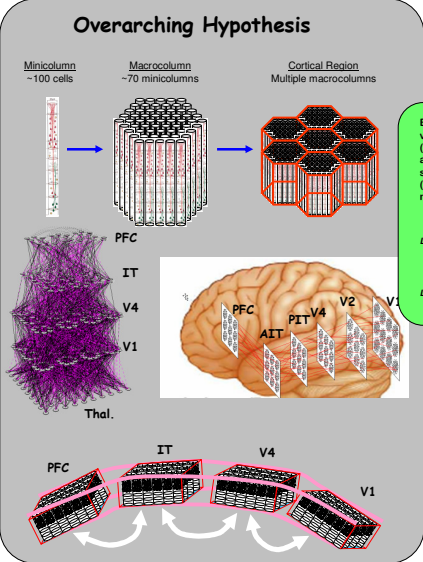 Overarching Hypothesis
Minicolumn
~100 cells
Macrocolumn
~70 minicolumns
Cortical Region
Multiple macrocolumns
PFC
IT
V4
V1
Thal.
PFC
AIT
PIT
V4
V2
V1
PFC
IT
V4
V1